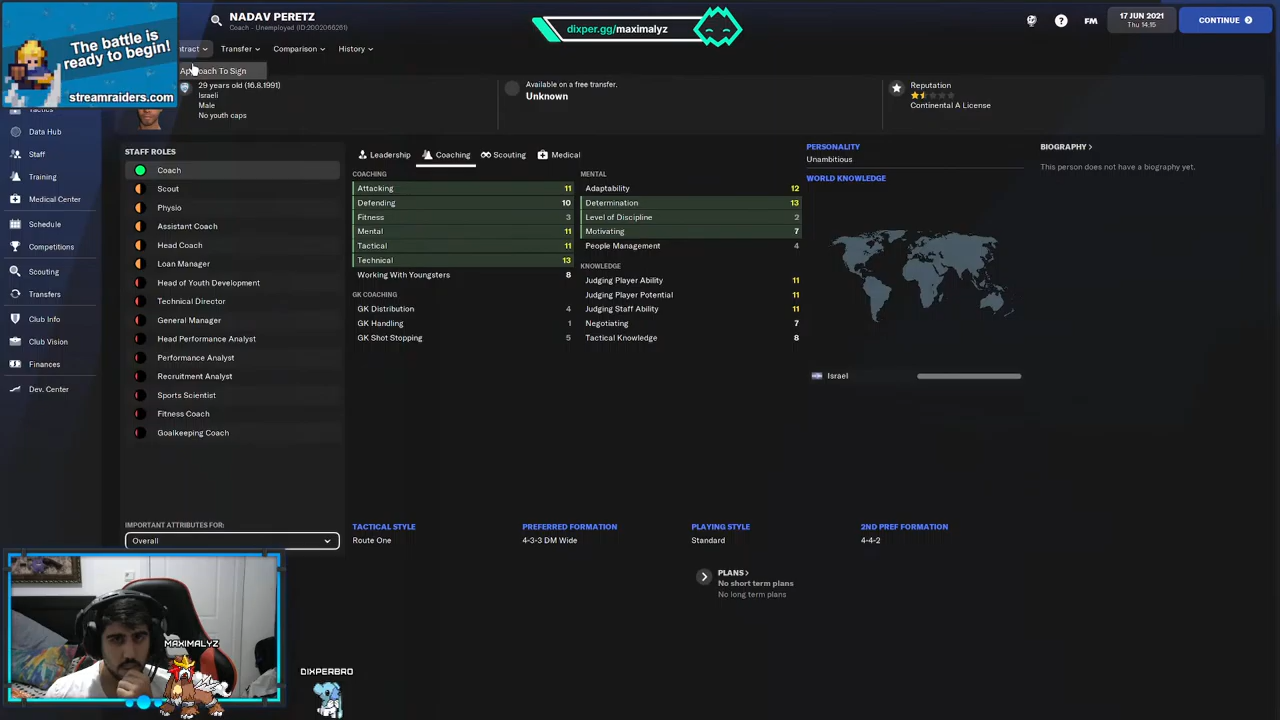 The battle is
ready to begin!
streamraiders.com
NADAV PERETZ
Coach - Unemployed (ID:2002066261)
dixper.gg/maximalyz
FM
17 JUN 2021
Thu 14:15
CONTINUE
Transfer
Comparison
History
Approach To Sign
29 years old (16.8.1991)
Israeli
Male
No youth caps
Available on a free transfer.
Unknown
Reputation
Continental A License
Data Hub
Staff
Training
Medical Center
Schedule
Competitions
Scouting
Transfers
Club Info
Club Vision
Finances
Dev. Center
STAFF ROLES
Coach
Scout
Physio
Assistant Coach
Head Coach
Loan Manager
Head of Youth Development
Technical Director
General Manager
Head Performance Analyst
Performance Analyst
Recruitment Analyst
Sports Scientist
Fitness Coach
Goalkeeping Coach
IMPORTANT ATTRIBUTES FOR:
Overall
Leadership
Coaching
Scouting
Medical
COACHING
Attacking 11
Defending 10
Fitness 3
Mental 11
Tactical 11
Technical 13
Working With Youngsters 8
GK COACHING
GK Distribution 4
GK Handling 1
GK Shot Stopping 5
MENTAL
Adaptability 12
Determination 13
Level of Discipline 2
Motivating 7
People Management 4
KNOWLEDGE
Judging Player Ability 11
Judging Player Potential 11
Judging Staff Ability 11
Negotiating 7
Tactical Knowledge 8
PERSONALITY
Unambitious
WORLD KNOWLEDGE
Israel
BIOGRAPHY >
This person does not have a biography yet.
TACTICAL STYLE
Route One
PREFERRED FORMATION
4-3-3 DM Wide
PLAYING STYLE
Standard
2ND PREF FORMATION
4-4-2
PLANS >
No short term plans
No long term plans
MAXIMALYZ
DIXPERBRO